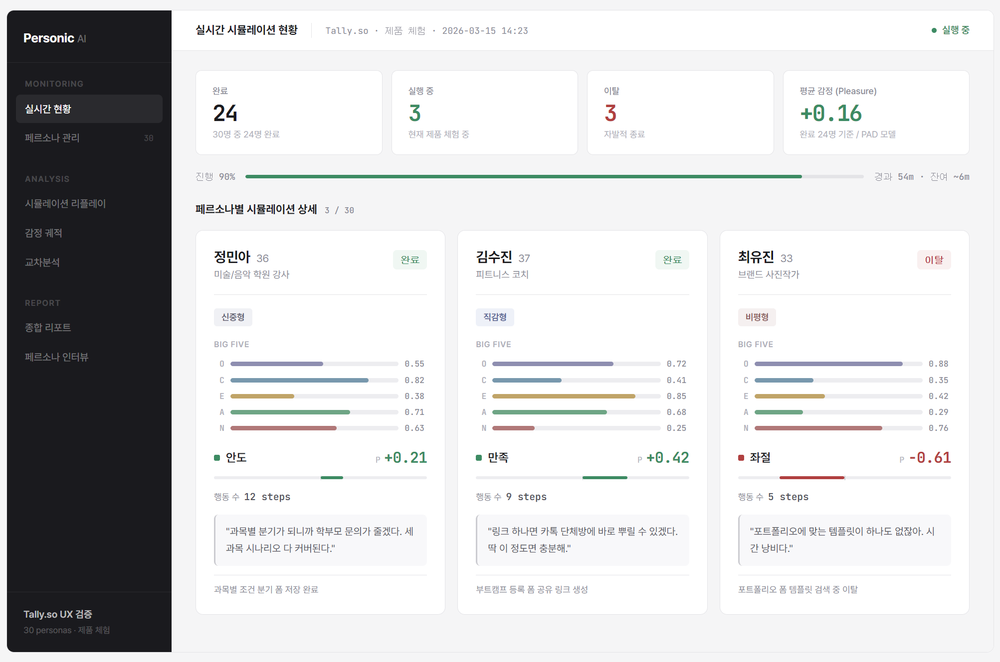 Personic AI
MONITORING
실시간 현황
페르소나 관리 30
ANALYSIS
시뮬레이션 리플레이
감정 궤적
교차분석
REPORT
종합 리포트
페르소나 인터뷰
Tally.so UX 검증
30 personas · 제품 체험
실시간 시뮬레이션 현황 Tally.so · 제품 체험 · 2026-03-15 14:23 실행 중
완료
24
30명 중 24명 완료
실행 중
3
현재 제품 체험 중
이탈
3
자발적 종료
평균 감정 (Pleasure)
+0.16
완료 24명 기준 / PAD 모델
진행 90% 경과 54m · 잔여 ~6m
페르소나별 시뮬레이션 상세 3 / 30
정민아 36 완료
미술/음악 학원 강사
신중형
BIG FIVE
O 0.55
C 0.82
E 0.38
A 0.71
N 0.63
안도 P +0.21
행동 수 12 steps
"과목별 분기가 되니까 학부모 문의가 줄겠다. 세
과목 시나리오 다 커버된다."
과목별 조건 분기 폼 저장 완료
김수진 37 완료
피트니스 코치
직감형
BIG FIVE
O 0.72
C 0.41
E 0.85
A 0.68
N 0.25
만족 P +0.42
행동 수 9 steps
"링크 하나면 카톡 단체방에 바로 뿌릴 수 있겠다.
딱 이 정도면 충분해."
부트캠프 등록 폼 공유 링크 생성
최유진 33 이탈
브랜드 사진작가
비평형
BIG FIVE
O 0.88
C 0.35
E 0.42
A 0.29
N 0.76
좌절 P -0.61
행동 수 5 steps
"포트폴리오에 맞는 템플릿이 하나도 없잖아. 시
간 낭비다."
포트폴리오 폼 템플릿 검색 중 이탈